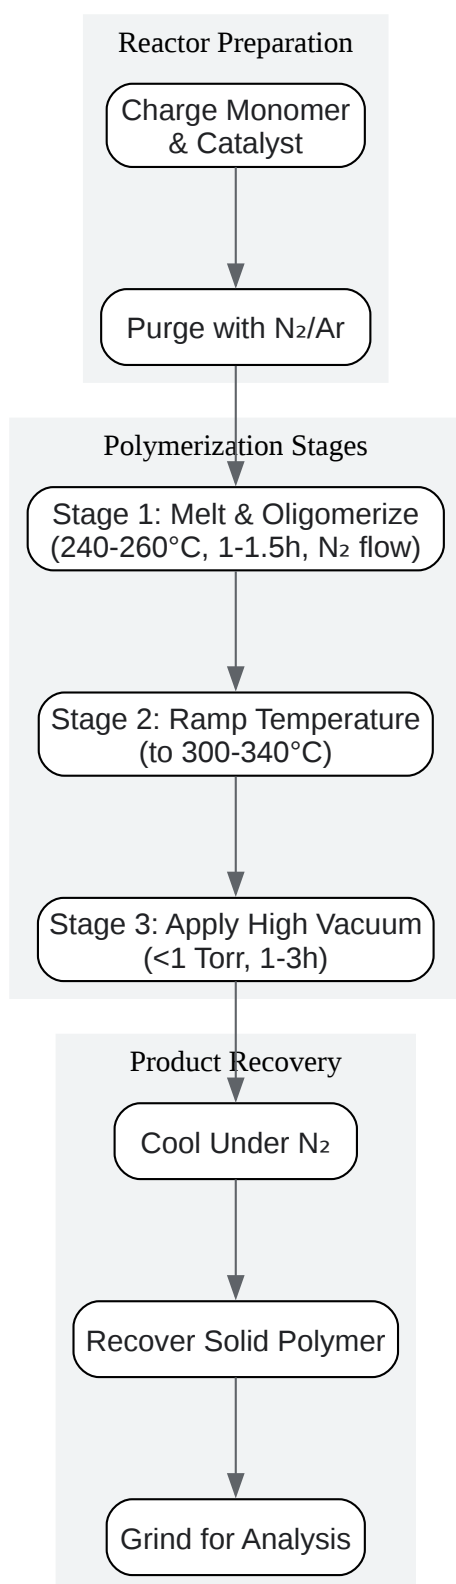 Reactor Preparation
Charge Monomer
& Catalyst
Purge with N₂/Ar
Polymerization Stages
Stage 1: Melt & Oligomerize
(240-260°C, 1-1.5h, N₂ flow)
Stage 2: Ramp Temperature
(to 300-340°C)
Stage 3: Apply High Vacuum
(<1 Torr, 1-3h)
Product Recovery
Cool Under N₂
Recover Solid Polymer
Grind for Analysis